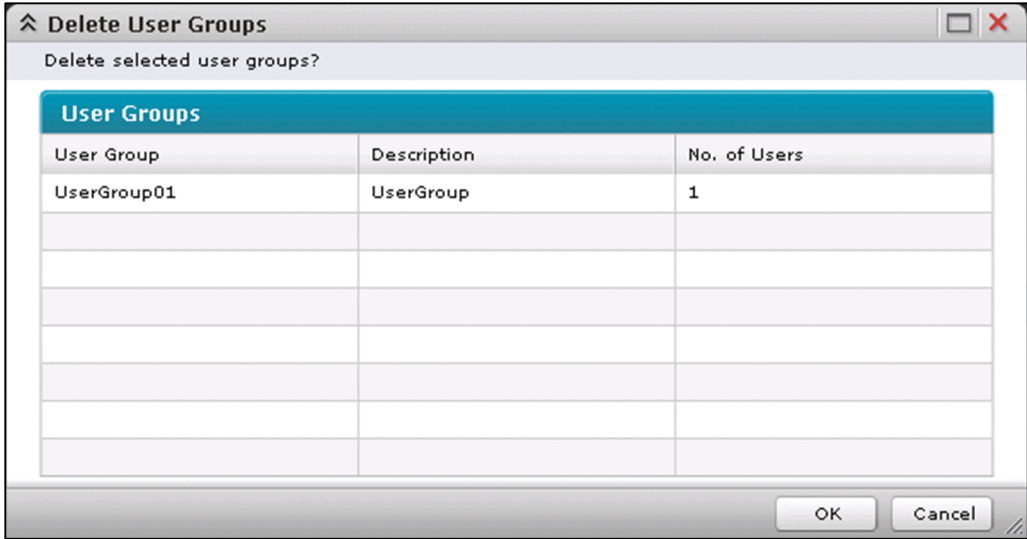 Delete User Groups
Delete selected user groups?
User Groups
User Group Description No. of Users
UserGroup01 UserGroup 1
OK Cancel